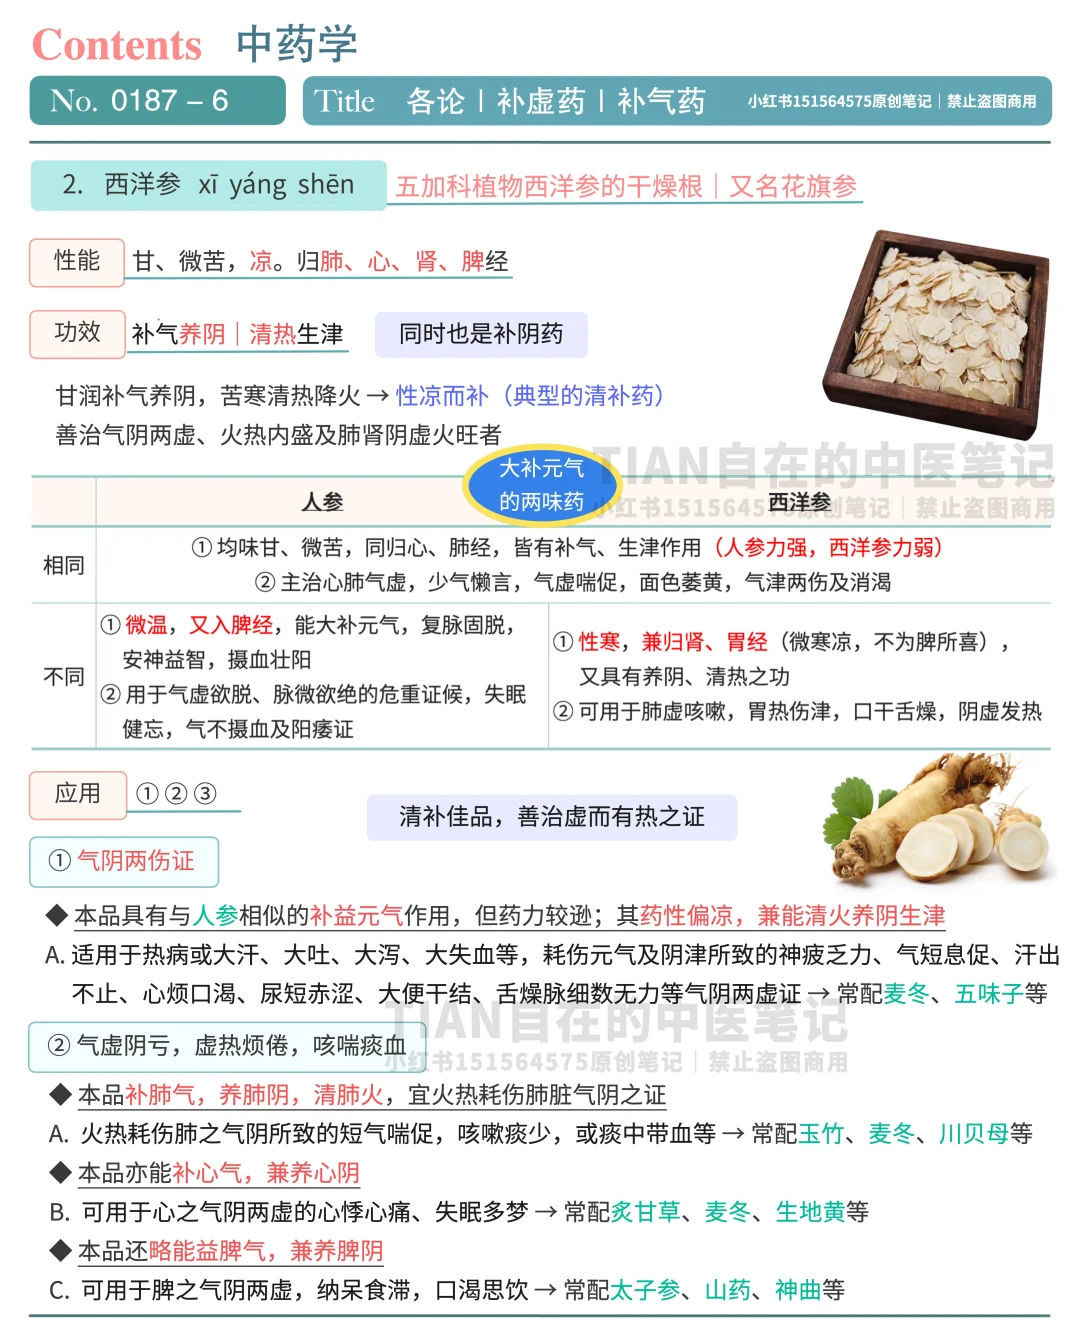 Contents 中药学
No. 0187 – 6
Title 各论｜补虚药｜补气药 小红书151564575原创笔记｜禁止盗图商用
2. 西洋参 xī yáng shēn 五加科植物西洋参的干燥根｜又名花旗参
性能 甘、微苦，凉。归肺、心、肾、脾经
功效 补气养阴｜清热生津 同时也是补阴药
甘润补气养阴，苦寒清热降火→性凉而补（典型的清补药）
善治气阴两虚、火热内盛及肺肾阴虚火旺者
TIAN自在的中医笔记
小红书151564575原创笔记｜禁止盗图商用
大补元气
的两味药
人参 西洋参
相同
① 均味甘、微苦，同归心、肺经，皆有补气、生津作用（人参力强，西洋参力弱）
② 主治心肺气虚，少气懒言，气虚喘促，面色萎黄，气津两伤及消渴
不同
① 微温，又入脾经，能大补元气，复脉固脱，
安神益智，摄血壮阳
② 用于气虚欲脱、脉微欲绝的危重证候，失眠
健忘，气不摄血及阳痿证
① 性寒，兼归肾、胃经（微寒凉，不为脾所喜），
又具有养阴、清热之功
② 可用于肺虚咳嗽，胃热伤津，口干舌燥，阴虚发热
应用 ①②③
清补佳品，善治虚而有热之证
① 气阴两伤证
◆ 本品具有与人参相似的补益元气作用，但药力较逊；其药性偏凉，兼能清火养阴生津
A. 适用于热病或大汗、大吐、大泻、大失血等，耗伤元气及阴津所致的神疲乏力、气短息促、汗出
不止、心烦口渴、尿短赤涩、大便干结、舌燥脉细数无力等气阴两虚证→常配麦冬、五味子等
TIAN自在的中医笔记
小红书151564575原创笔记｜禁止盗图商用
② 气虚阴亏，虚热烦倦，咳喘痰血
◆ 本品补肺气，养肺阴，清肺火，宜火热耗伤肺脏气阴之证
A. 火热耗伤肺之气阴所致的短气喘促，咳嗽痰少，或痰中带血等→常配玉竹、麦冬、川贝母等
◆ 本品亦能补心气，兼养心阴
B. 可用于心之气阴两虚的心悸心痛、失眠多梦→常配炙甘草、麦冬、生地黄等
◆ 本品还略能益脾气，兼养脾阴
C. 可用于脾之气阴两虚，纳呆食滞，口渴思饮→常配太子参、山药、神曲等